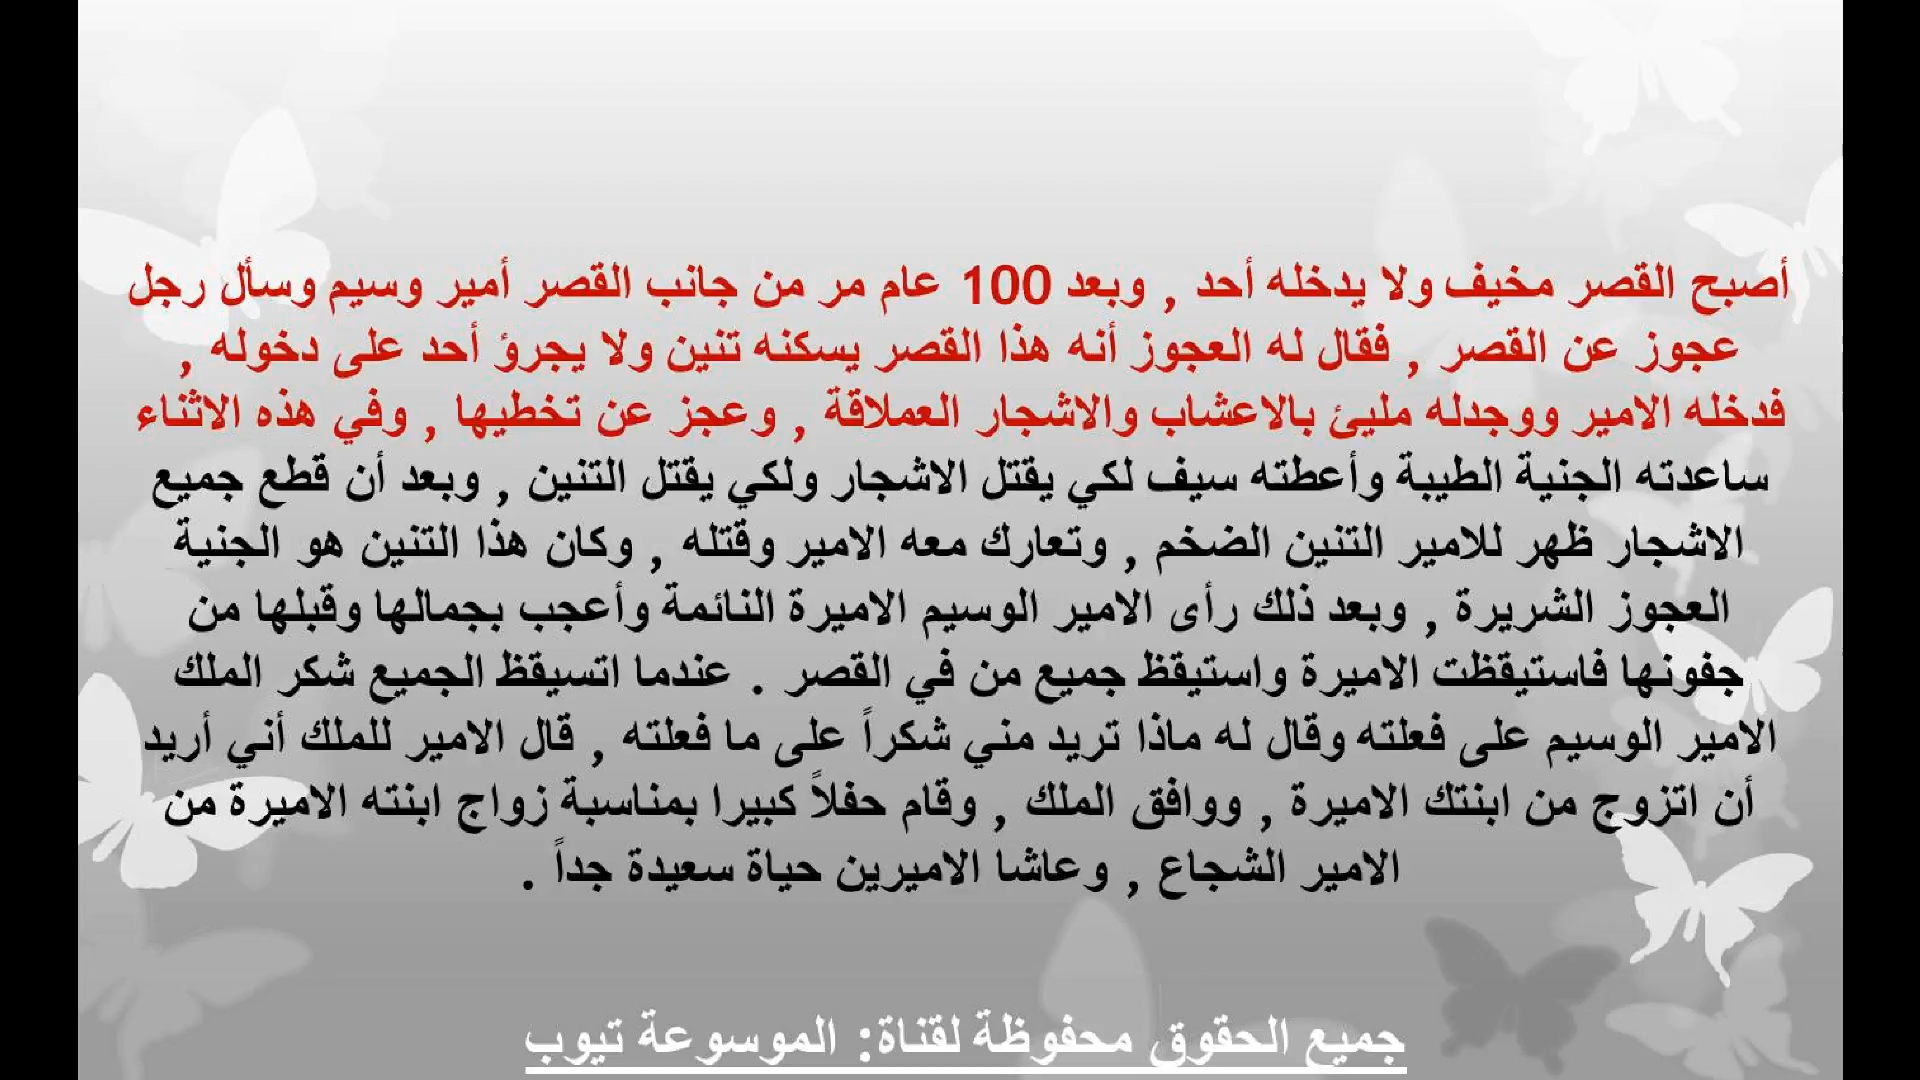 أصبح القصر مخيف ولا يدخله أحد , وبعد 100 عام مر من جانب القصر أمير وسيم وسأل رجل
عجوز عن القصر , فقال له العجوز أنه هذا القصر يسكنه تنين ولا يجرؤ أحد على دخوله ,
فدخله الامير ووجدله مليئ بالاعشاب والاشجار العملاقة , وعجز عن تخطيها , وفي هذه الاثناء
ساعدته الجنية الطيبة وأعطته سيف لكي يقتل الاشجار ولكي يقتل التنين , وبعد أن قطع جميع
الاشجار ظهر للامير التنين الضخم , وتعارك معه الامير وقتله , وكان هذا التنين هو الجنية
العجوز الشريرة , وبعد ذلك رأى الامير الوسيم الاميرة النائمة وأعجب بجمالها وقبلها من
جفونها فاستيقظت الاميرة واستيقظ جميع من في القصر . عندما اتسيقظ الجميع شكر الملك
الامير الوسيم على فعلته وقال له ماذا تريد مني شكراً على ما فعلته , قال الامير للملك أني أريد
أن اتزوج من ابنتك الاميرة , ووافق الملك , وقام حفلاً كبيرا بمناسبة زواج ابنته الاميرة من
الامير الشجاع , وعاشا الاميرين حياة سعيدة جداً .
جميع الحقوق محفوظة لقناة: الموسوعة تيوب